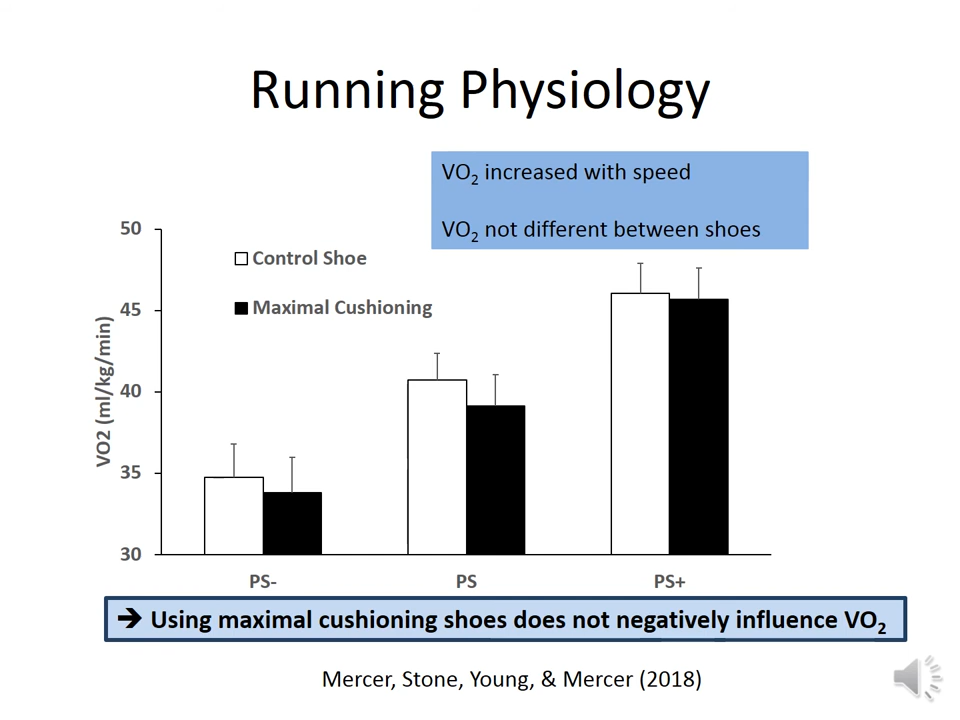 Running Physiology
VO2 increased with speed
VO2 not different between shoes
50
45
40
35
30
VO2 (ml/kg/min)
Control Shoe
Maximal Cushioning
PS-
PS
PS+
➔ Using maximal cushioning shoes does not negatively influence VO2
Mercer, Stone, Young, & Mercer (2018)